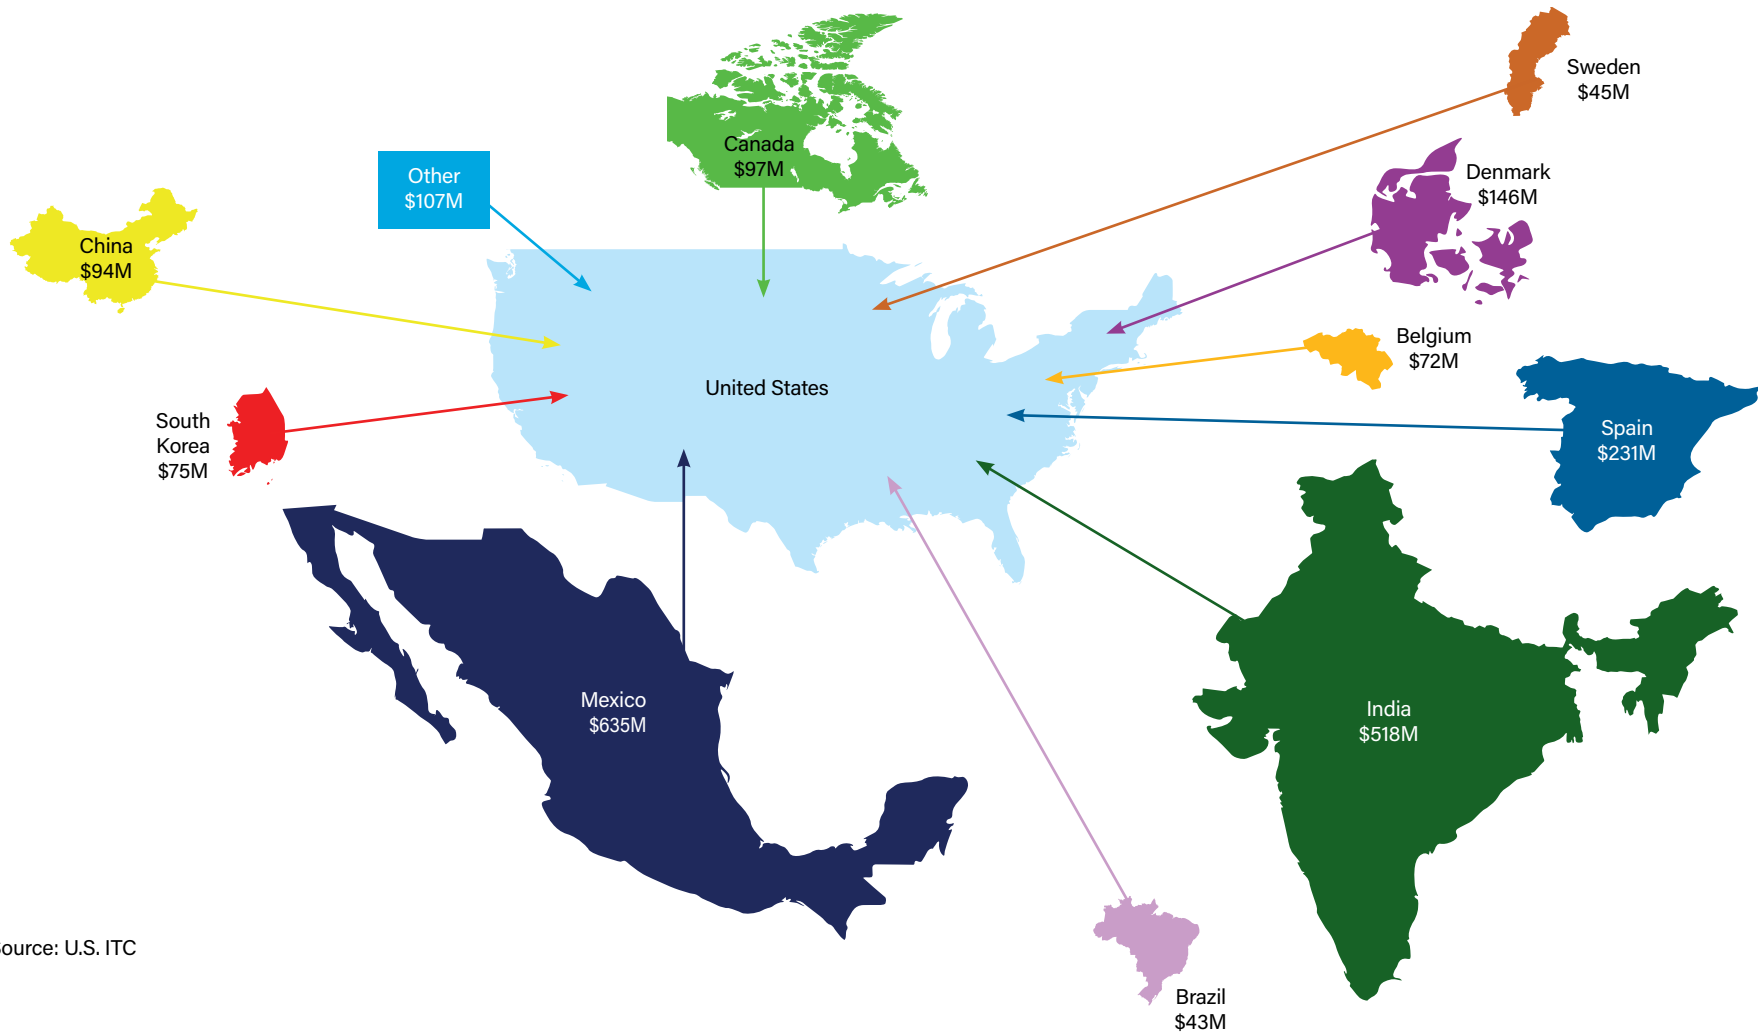 Sweden
$45M
Canada
$97M
Other
$107M
Denmark
$146M
China
$94M
Belgium
$72M
United States
South
Korea
$75M
Spain
$231M
Mexico
$635M
India
$518M
ource: U.S. ITC
Brazil
$43M